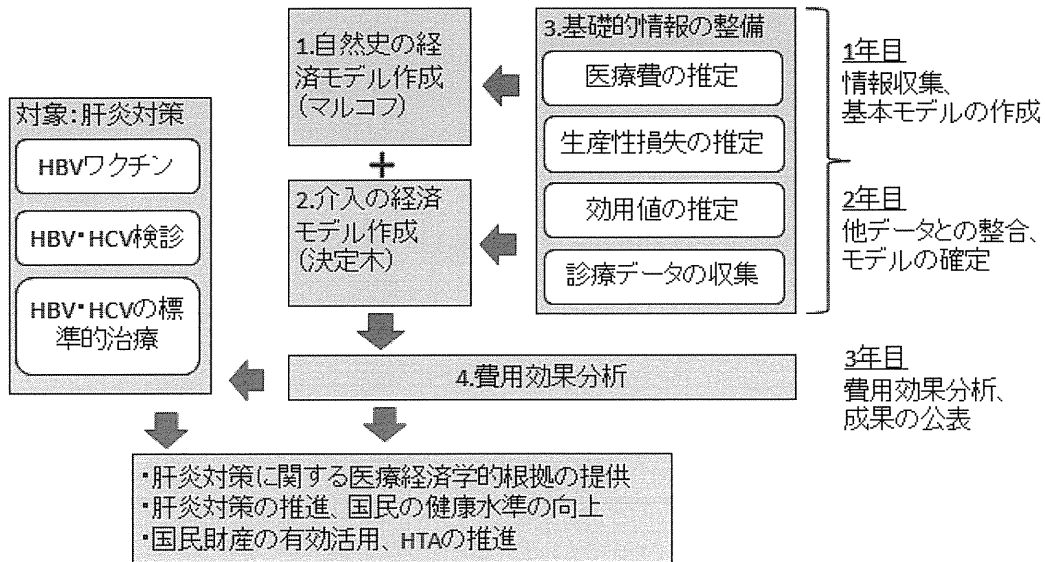 対象:肝炎対策
HBVワクチン
HBV・HCV検診
HBV・HCVの標
準的治療
1.自然史の経
済モデル作成
(マルコフ)
+
2.介入の経済
モデル作成
(決定木)
3.基礎的情報の整備
医療費の推定
生産性損失の推定
効用値の推定
診療データの収集
1年目
情報収集、
基本モデルの作成
2年目
他データとの整合、
モデルの確定
4.費用効果分析
3年目
費用効果分析、
成果の公表
・肝炎対策に関する医療経済学的根拠の提供
・肝炎対策の推進、国民の健康水準の向上
・国民財産の有効活用、HTAの推進